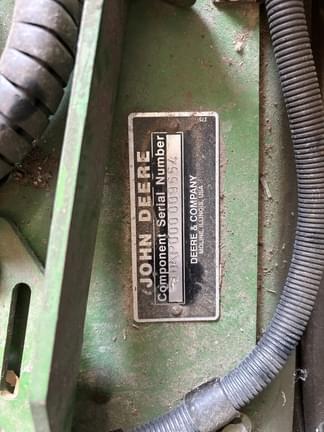 JOHN DEERE
Component Serial Number
DEERE & COMPANY
MOLINE, ILLINOIS, USA